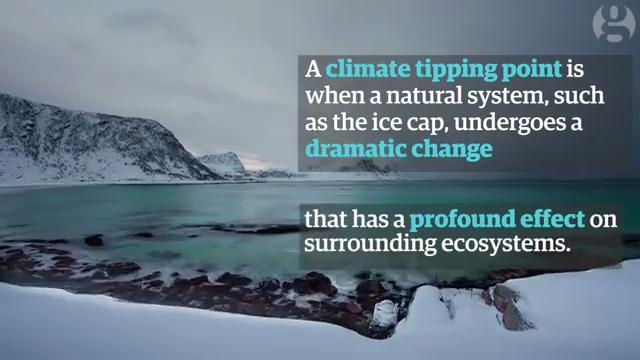 A climate tipping point is
when a natural system, such
as the ice cap, undergoes a
dramatic change
that has a profound effect on
surrounding ecosystems.